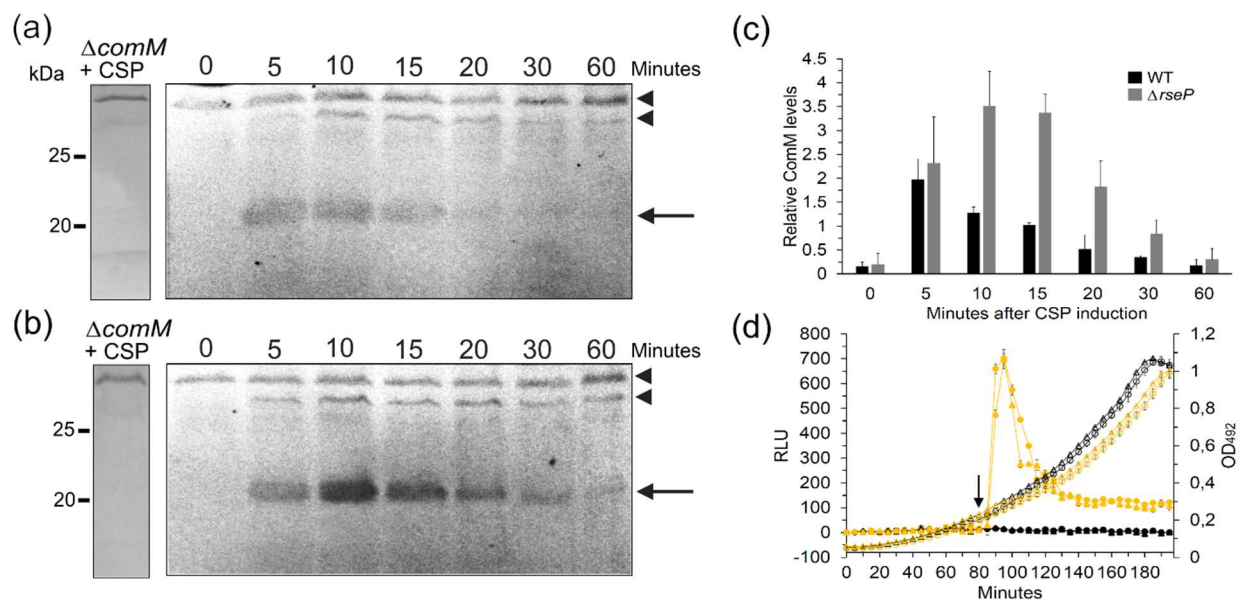 (a)
ΔcomM
+ CSP
0 5 10 15 20 30 60 Minutes
kDa
25
20
(b)
ΔcomM
+ CSP
0 5 10 15 20 30 60 Minutes
25
20
(c)
4.5
4
3.5
3
2.5
2
1.5
1
0.5
0
Relative ComM levels
WT
ΔrseP
0 5 10 15 20 30 60
Minutes after CSP induction
(d)
800
700
600
500
400
300
200
100
0
-100
RLU
1,2
1
0,8
0,6
0,4
0,2
0
OD492
0 20 40 60 80 100 120 140 160 180
Minutes